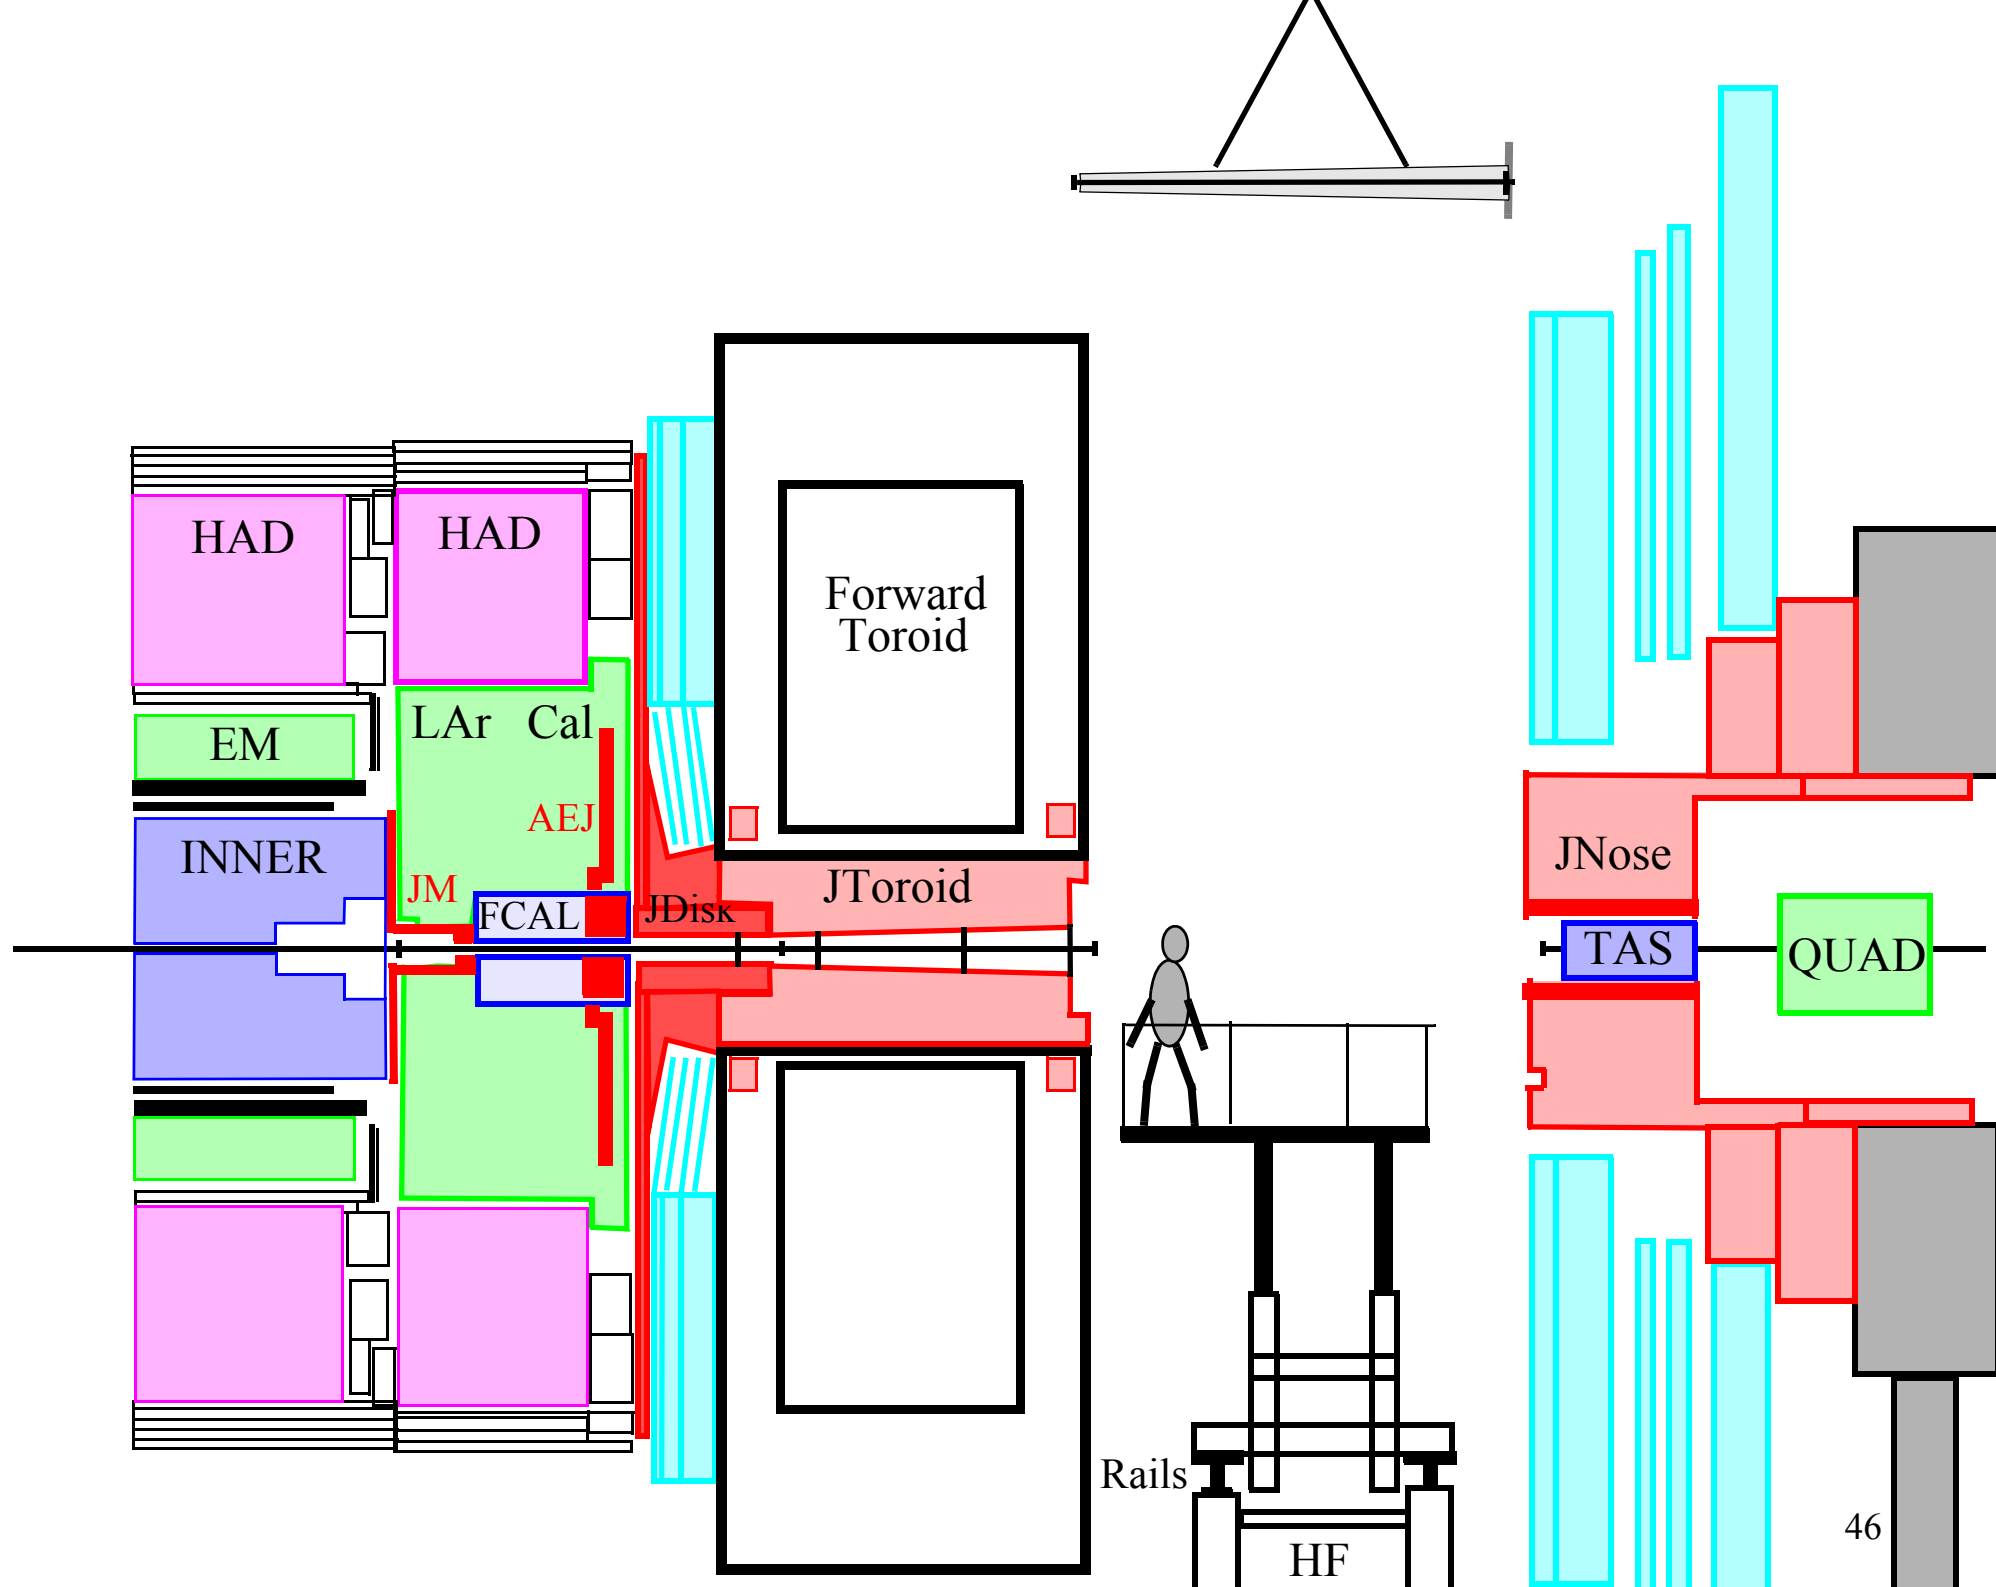 HAD
HAD
Forward
Toroid
LAr Cal
EM
AEJ
INNER
JM
FCAL
JDisk
JToroid
JNose
TAS
QUAD
Rails
HF
46